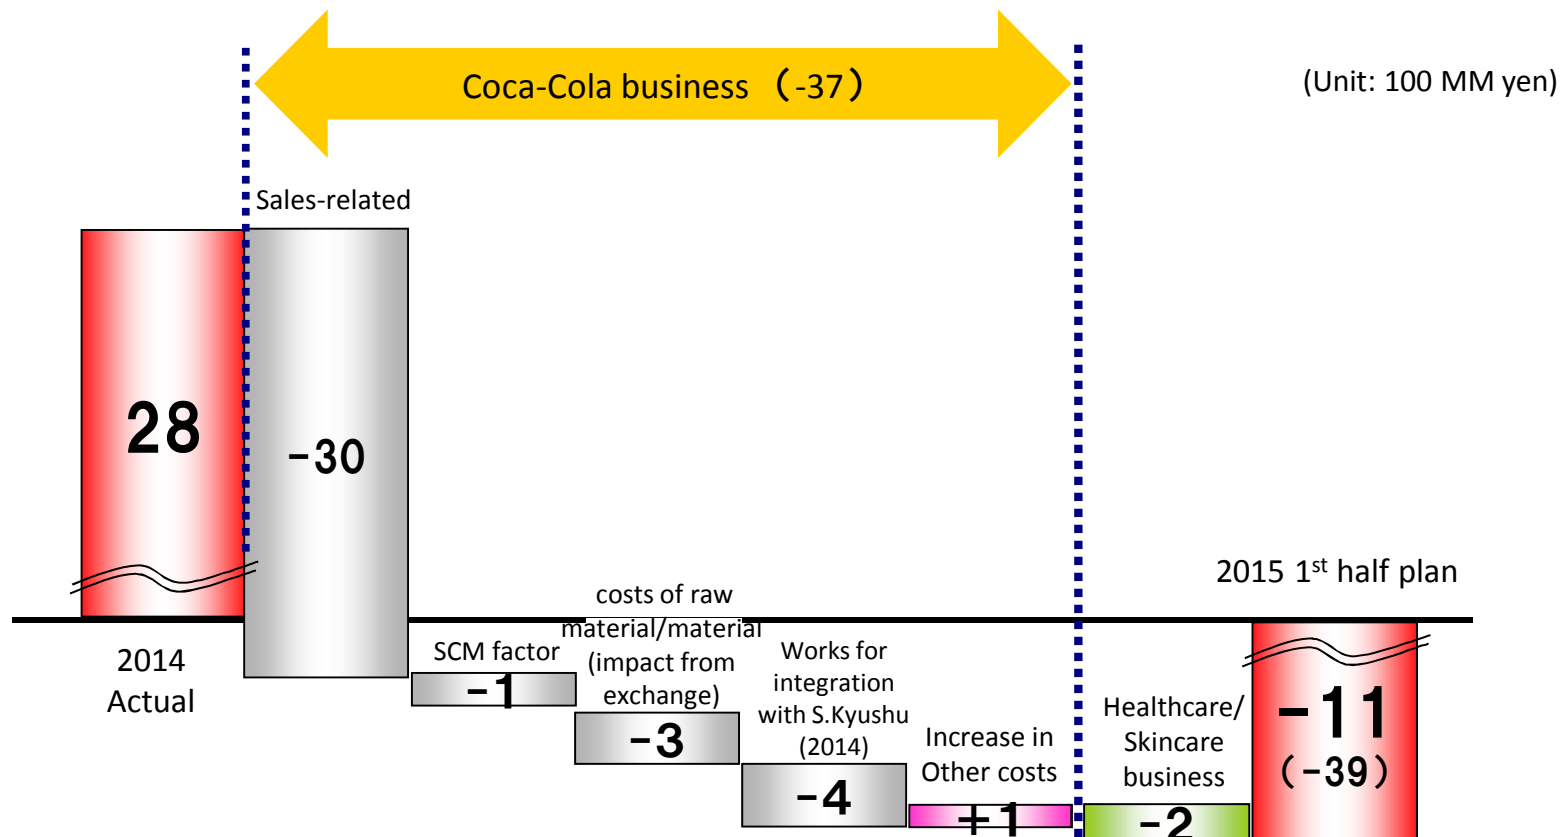 Coca-Cola business （-37）
(Unit: 100 MM yen)
Sales-related
28
-30
2014
Actual
SCM factor
-1
costs of raw
material/material
(impact from
exchange)
-3
Works for
integration
with S.Kyushu
(2014)
-4
Increase in
Other costs
+1
Healthcare/
Skincare
business
-2
2015 1st half plan
-11
(-39)